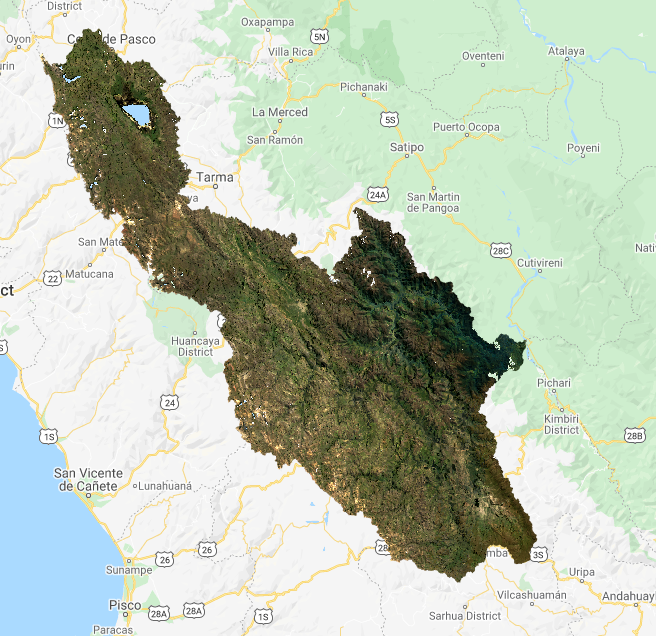 District
Oxapampa
Oyon
Cerro de Pasco
5N
Villa Rica
Atalaya
Oventeni
Pichanaki
La Merced
1N
5S
Puerto Ocopa
San Ramón
Satipo
Poyeni
Tarma
24A
San Martin
de Pangoa
San Mate
28C
Nati
22
Matucana
Cutivireni
ct
Huancaya
District
S
Pichari
24
Kimbiri
District
1S
28B
San Vicente
de Cañete
Lunahuaná
26
26
28
mba
3S
Sunampe
Uripa
Pisco
28A
28A
1S
Vilcashuamán
Andahuayl
Sarhua District
Paracas